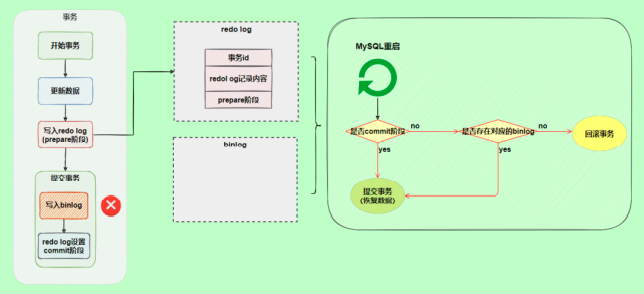 事务
开始事务
更新数据
写入redo log
(prepare阶段)
提交事务
写入binlog
redo log设置
commit阶段
redo log
事务id
redol og记录内容
prepare阶段
binlog
MySQL重启
是否commit阶段
no
是否存在对应的binlog
no
回滚事务
yes
yes
提交事务
(恢复数据)